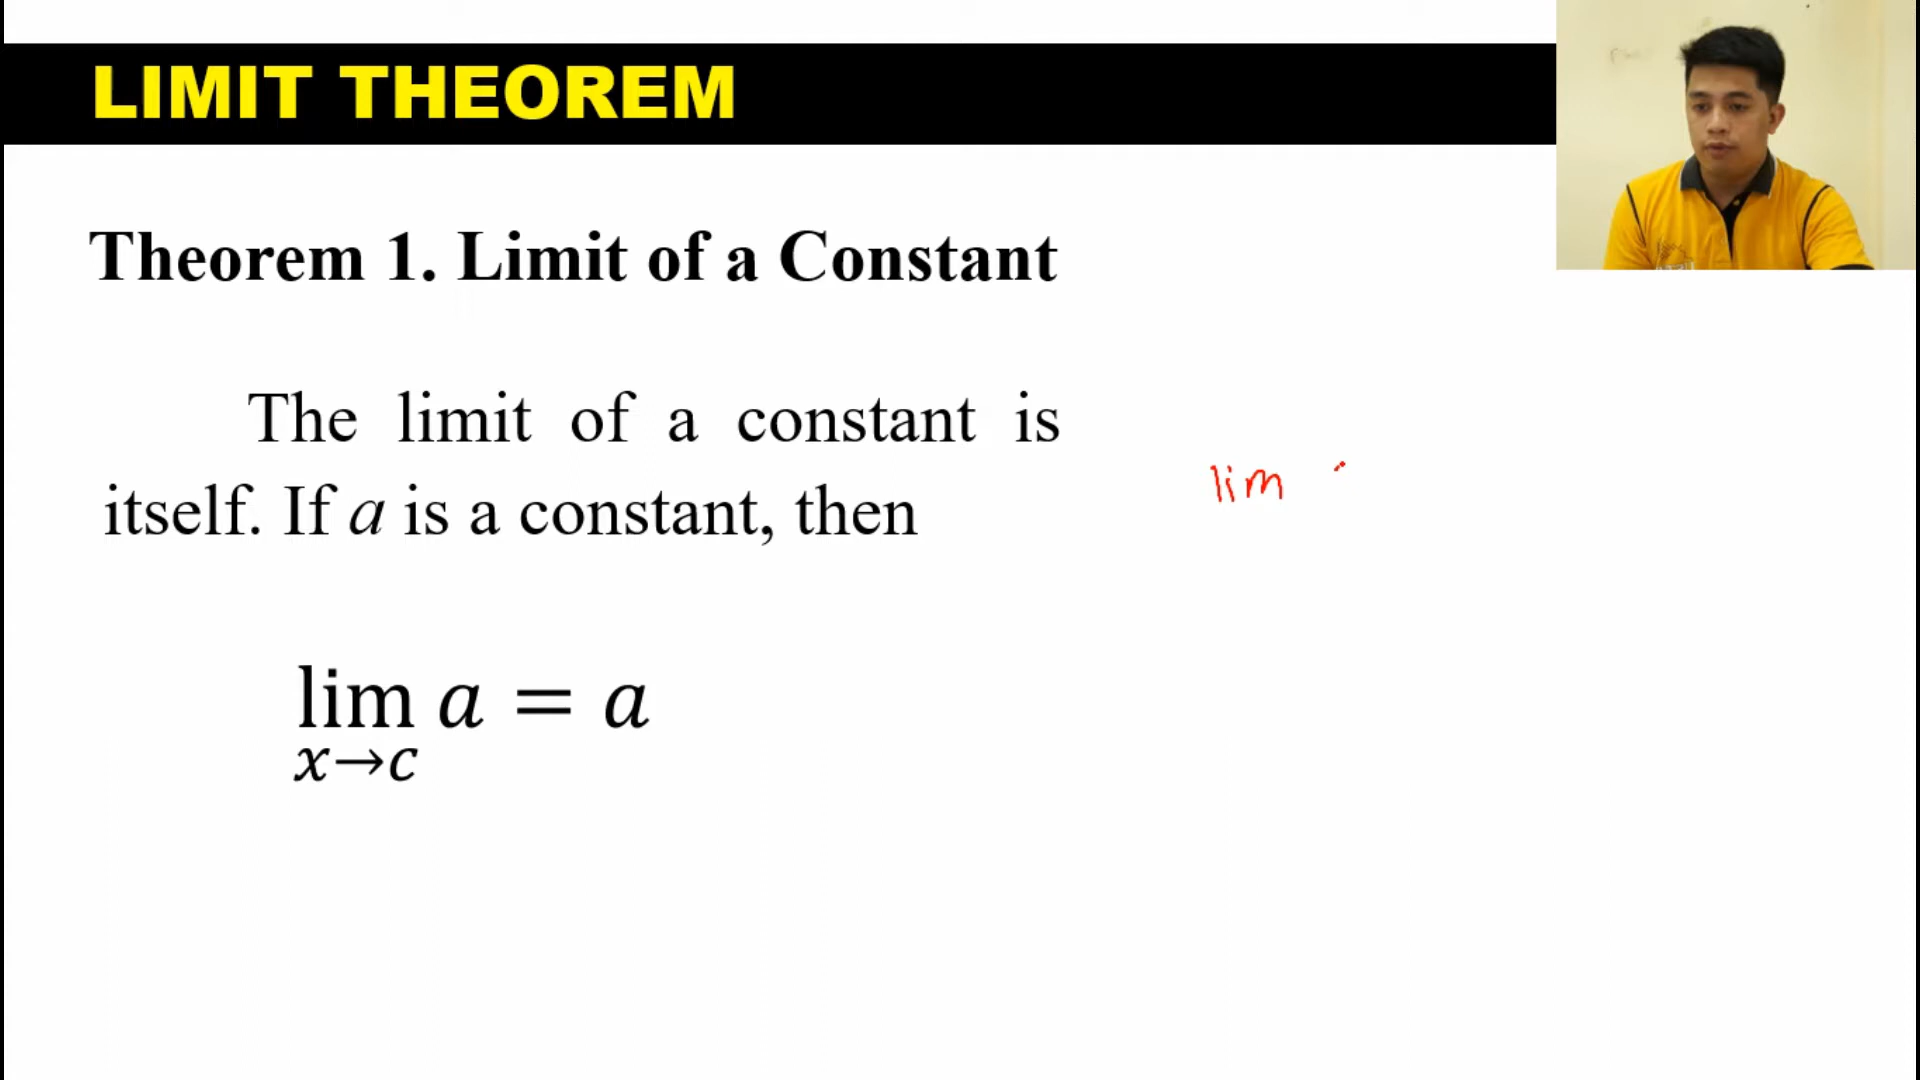 LIMIT THEOREM
Theorem 1. Limit of a Constant
The limit of a constant is
itself. If a is a constant, then
lim
lim a = a
x→c